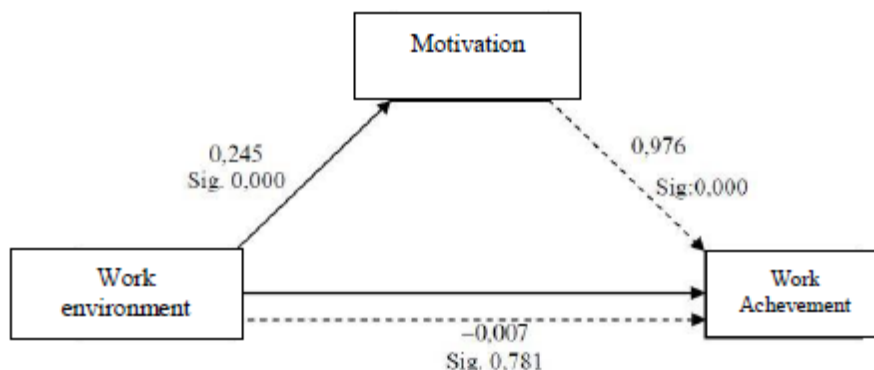 Motivation
0,245
Sig. 0,000
0,976
Sig:0,000
Work
environment
Work
Achevement
–0,007
Sig. 0,781